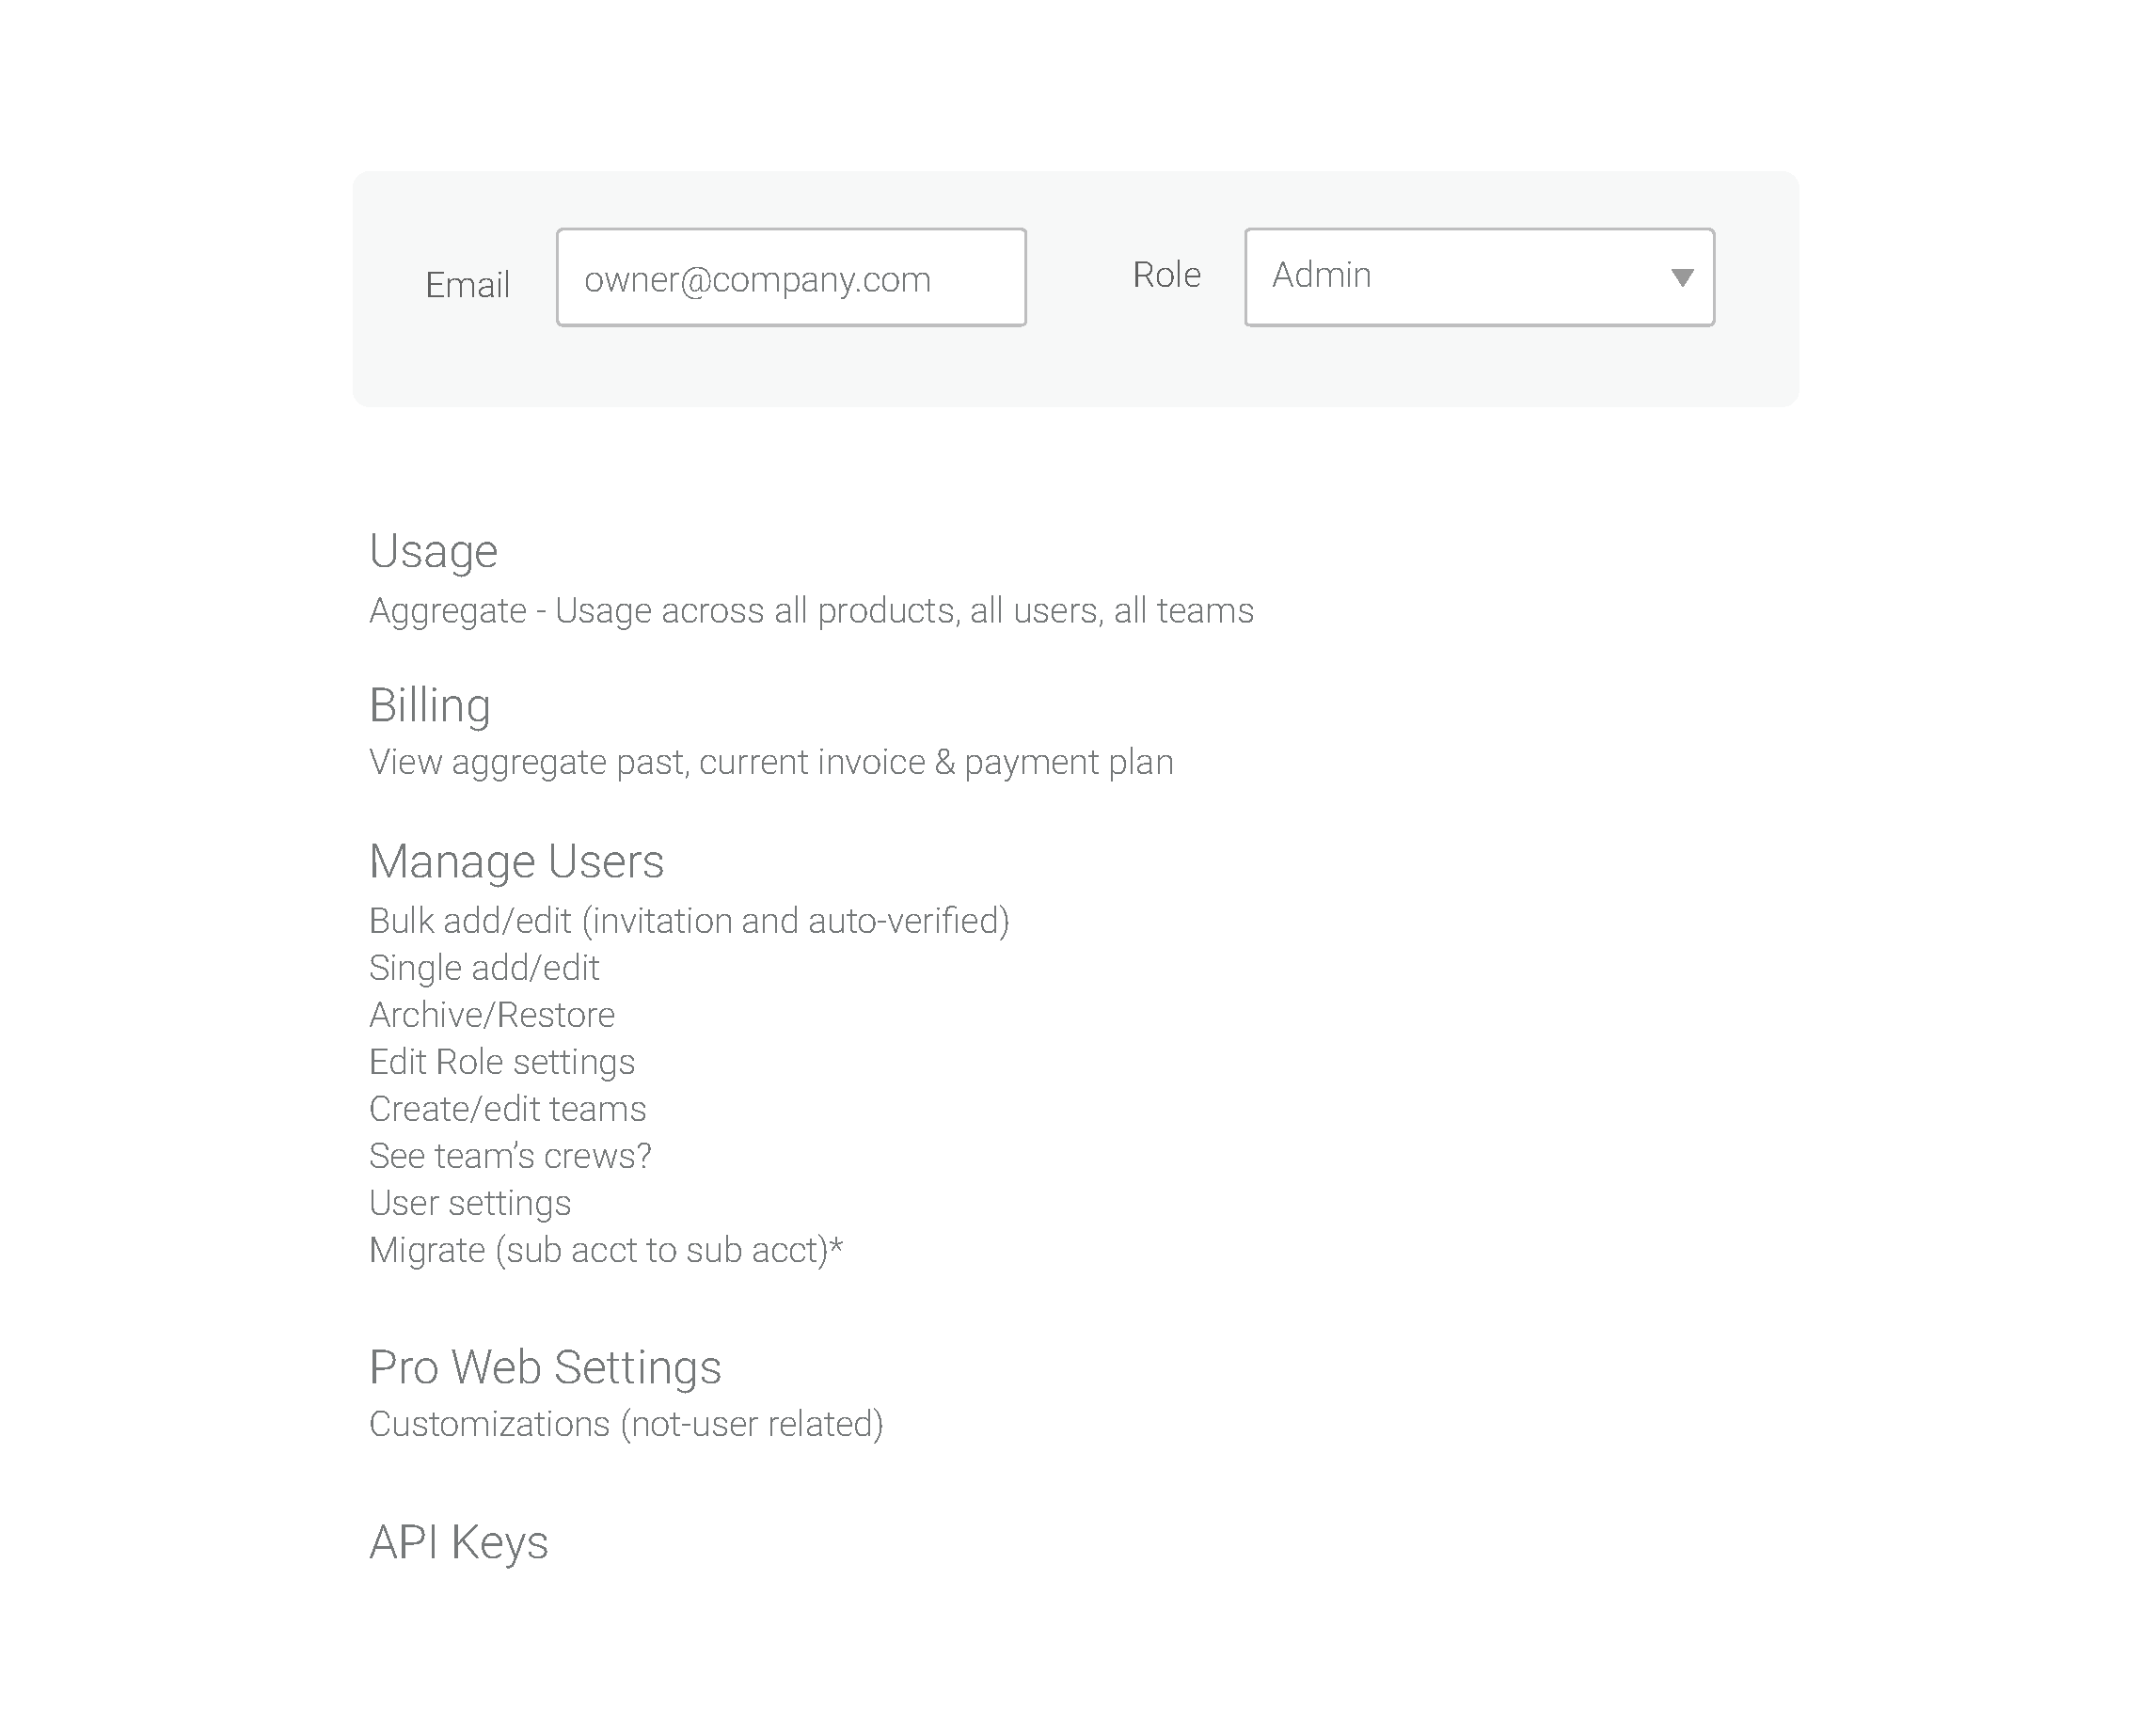 Email owner@company.com Role Admin
Usage
Aggregate - Usage across all products, all users, all teams
Billing
View aggregate past, current invoice & payment plan
Manage Users
Bulk add/edit (invitation and auto-verified)
Single add/edit
Archive/Restore
Edit Role settings
Create/edit teams
See team’s crews?
User settings
Migrate (sub acct to sub acct)*
Pro Web Settings
Customizations (not-user related)
API Keys